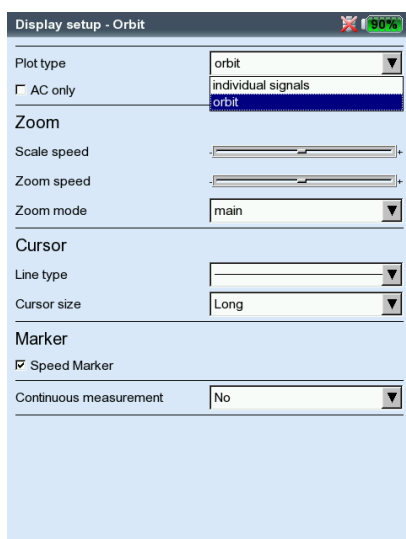 Display setup - Orbit 90%
Plot type orbit
individual signals
AC only
orbit
Zoom
Scale speed - +
Zoom speed - +
Zoom mode main
Cursor
Line type
Cursor size Long
Marker
Speed Marker
Continuous measurement No